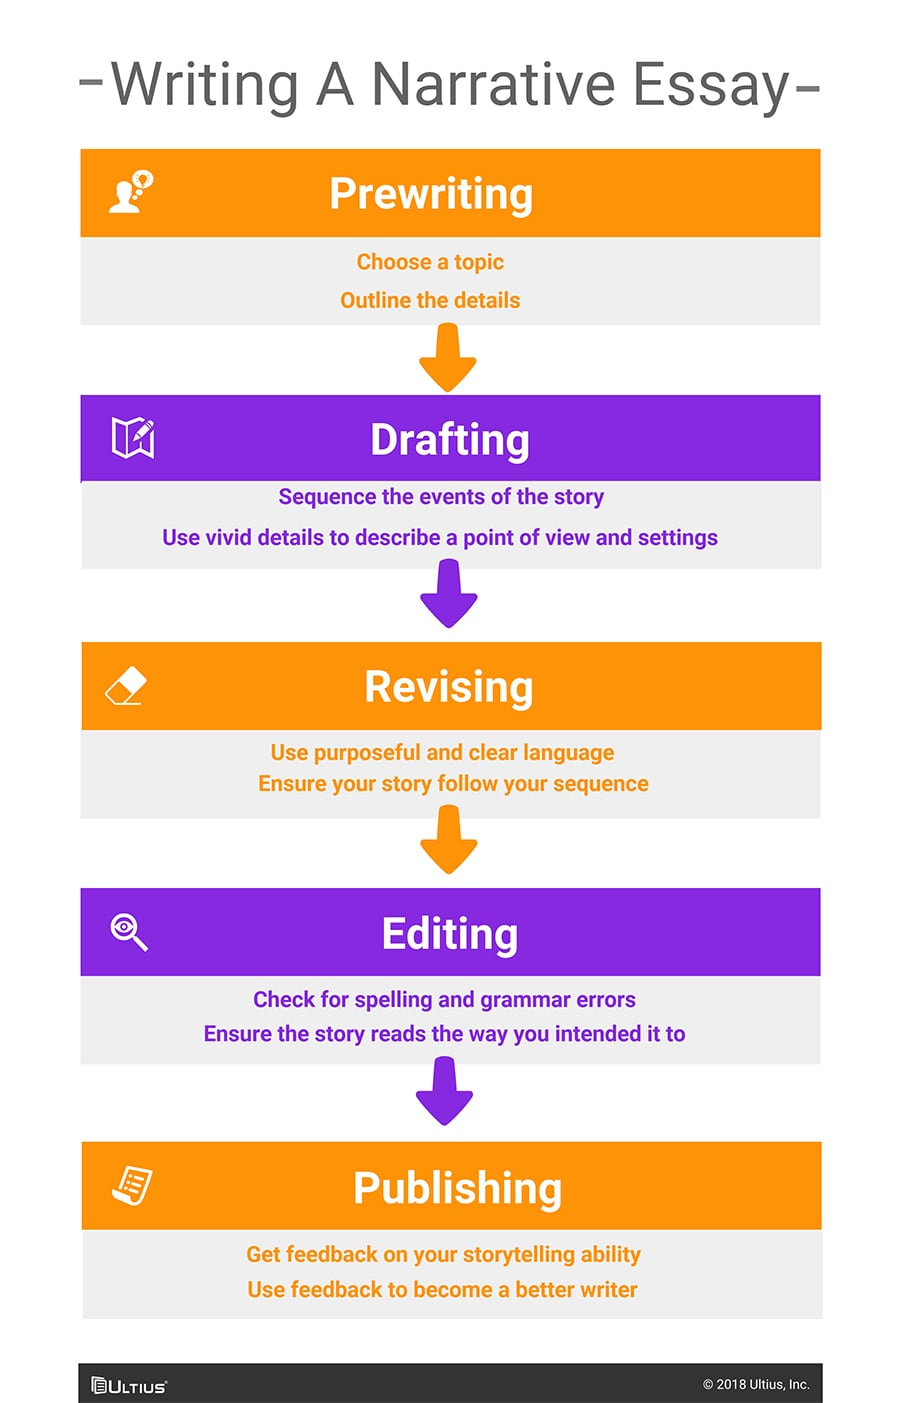 Writing A Narrative Essay
Prewriting
Choose a topic
Outline the details
Drafting
Sequence the events of the story
Use vivid details to describe a point of view and settings
Revising
Use purposeful and clear language
Ensure your story follow your sequence
Editing
Check for spelling and grammar errors
Ensure the story reads the way you intended it to
Publishing
Get feedback on your storytelling ability
Use feedback to become a better writer
ULTIUS®
© 2018 Ultius, Inc.